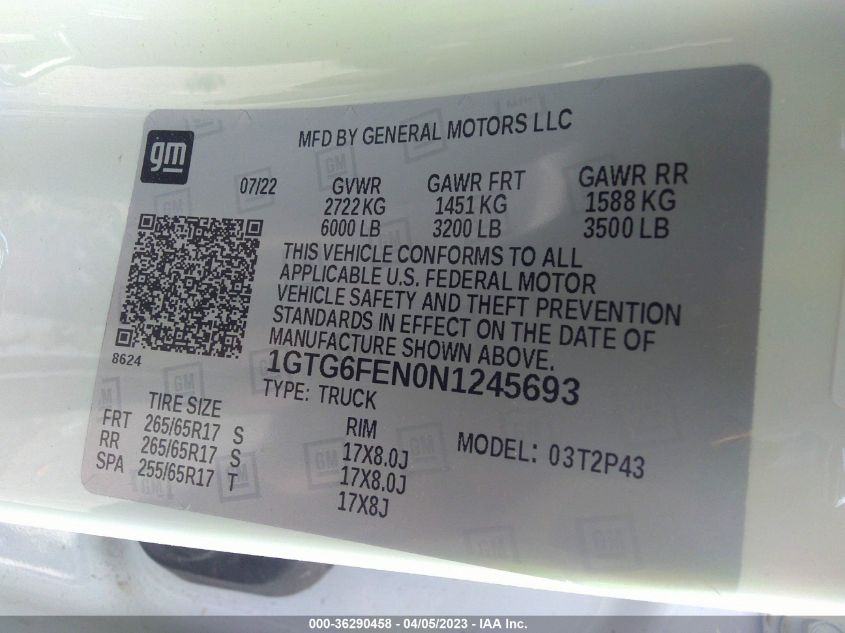 MFD BY GENERAL MOTORS LLC
gm
07/22 GVWR GAWR FRT GAWR RR
2722 KG 1451 KG 1588 KG
6000 LB 3200 LB 3500 LB
THIS VEHICLE CONFORMS TO ALL
APPLICABLE U.S. FEDERAL MOTOR
VEHICLE SAFETY AND THEFT PREVENTION
STANDARDS IN EFFECT ON THE DATE OF
MANUFACTURE SHOWN ABOVE.
8624
1GTG6FEN0N1245693
TYPE: TRUCK
TIRE SIZE RIM MODEL: 03T2P43
FRT 265/65R17 S 17X8.0J
RR 265/65R17 S 17X8.0J
SPA 255/65R17 T 17X8J
000-36290458 - 04/05/2023 - IAA Inc.